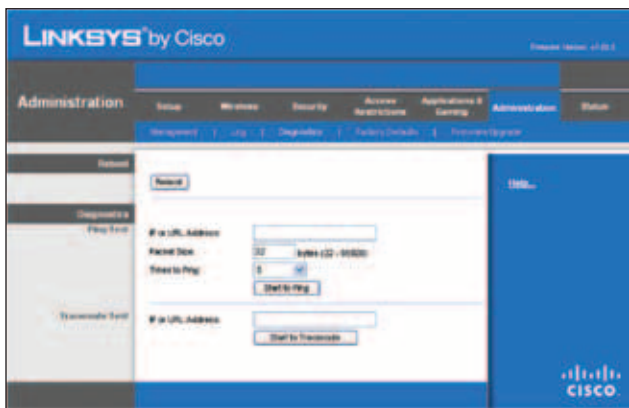 LINKSYS® by Cisco
Administration
Setup
Wireless
Security
Access Restrictions
Applications & Gaming
Administration
Status
Management | Log | Diagnostics | Factory Defaults | Firmware Upgrade
Reboot
Reboot
Help...
Diagnostics
Ping Test
IP or URL Address:
Packet Size: 32 bytes (32 - 65500)
Times to Ping: 5
Start to Ping
Traceroute Test
IP or URL Address:
Start to Traceroute
CISCO